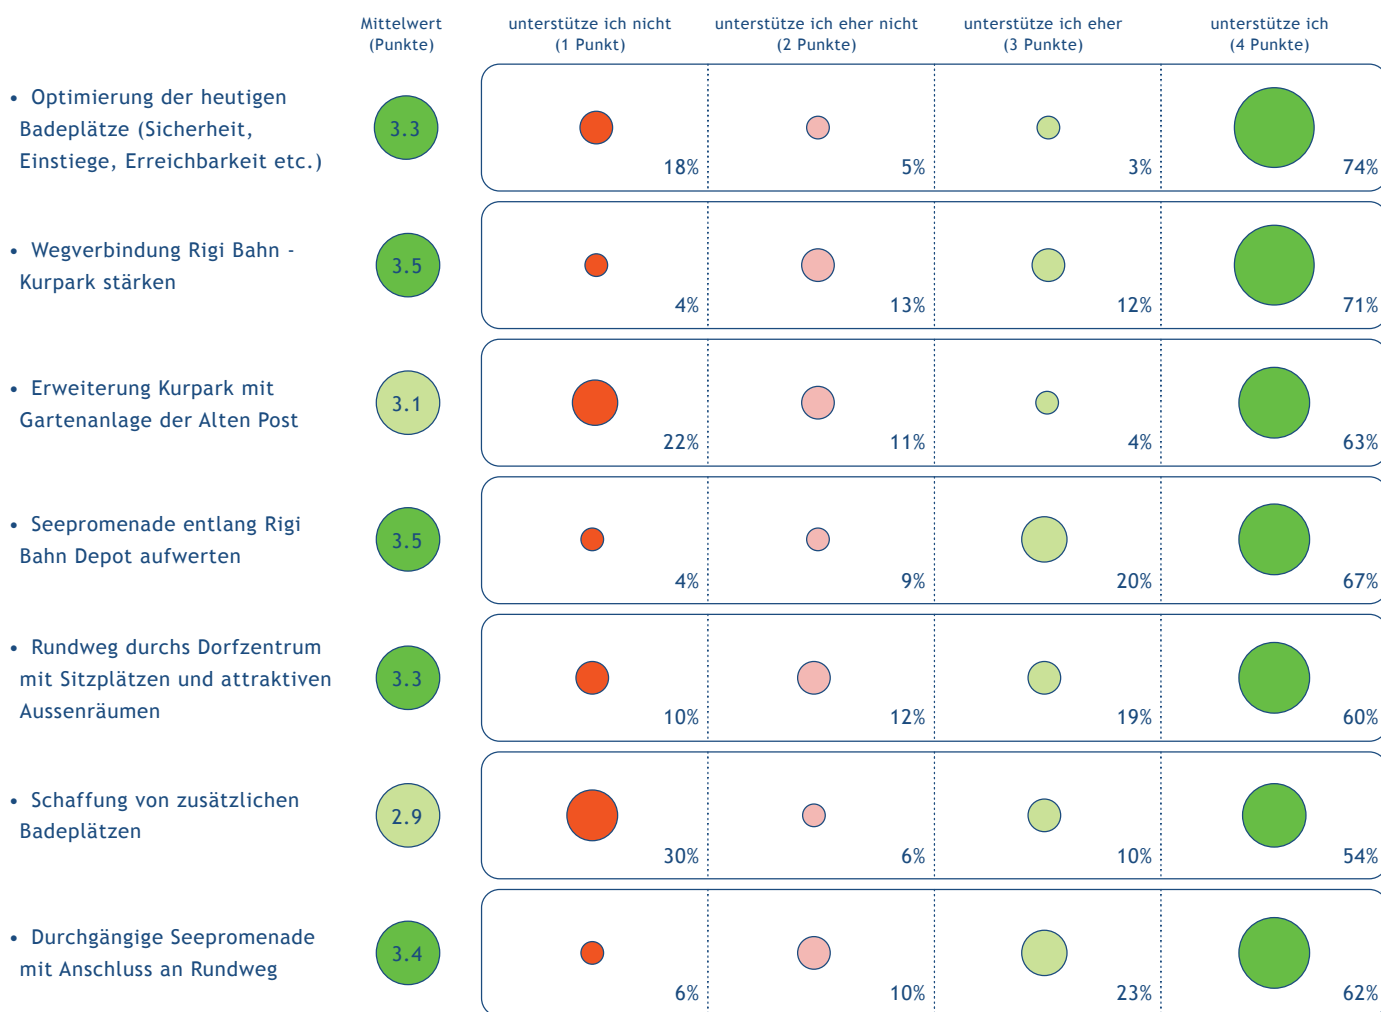 Mittelwert
(Punkte)
unterstütze ich nicht
(1 Punkt)
unterstütze ich eher nicht
(2 Punkte)
unterstütze ich eher
(3 Punkte)
unterstütze ich
(4 Punkte)
• Optimierung der heutigen
Badeplätze (Sicherheit,
Einstiege, Erreichbarkeit etc.)
3.3
18%
5%
3%
74%
• Wegverbindung Rigi Bahn -
Kurpark stärken
3.5
4%
13%
12%
71%
• Erweiterung Kurpark mit
Gartenanlage der Alten Post
3.1
22%
11%
4%
63%
• Seepromenade entlang Rigi
Bahn Depot aufwerten
3.5
4%
9%
20%
67%
• Rundweg durchs Dorfzentrum
mit Sitzplätzen und attraktiven
Aussenräumen
3.3
10%
12%
19%
60%
• Schaffung von zusätzlichen
Badeplätzen
2.9
30%
6%
10%
54%
• Durchgängige Seepromenade
mit Anschluss an Rundweg
3.4
6%
10%
23%
62%